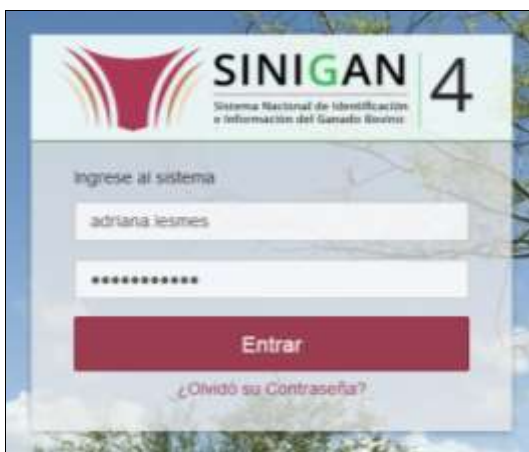 SINIGAN 4
Sistema Nacional de Identificación
e Información del Ganado Bovino
Ingrese al sistema
adriana lesmes
●●●●●●●●●●●
Entrar
¿Olvidó su Contraseña?